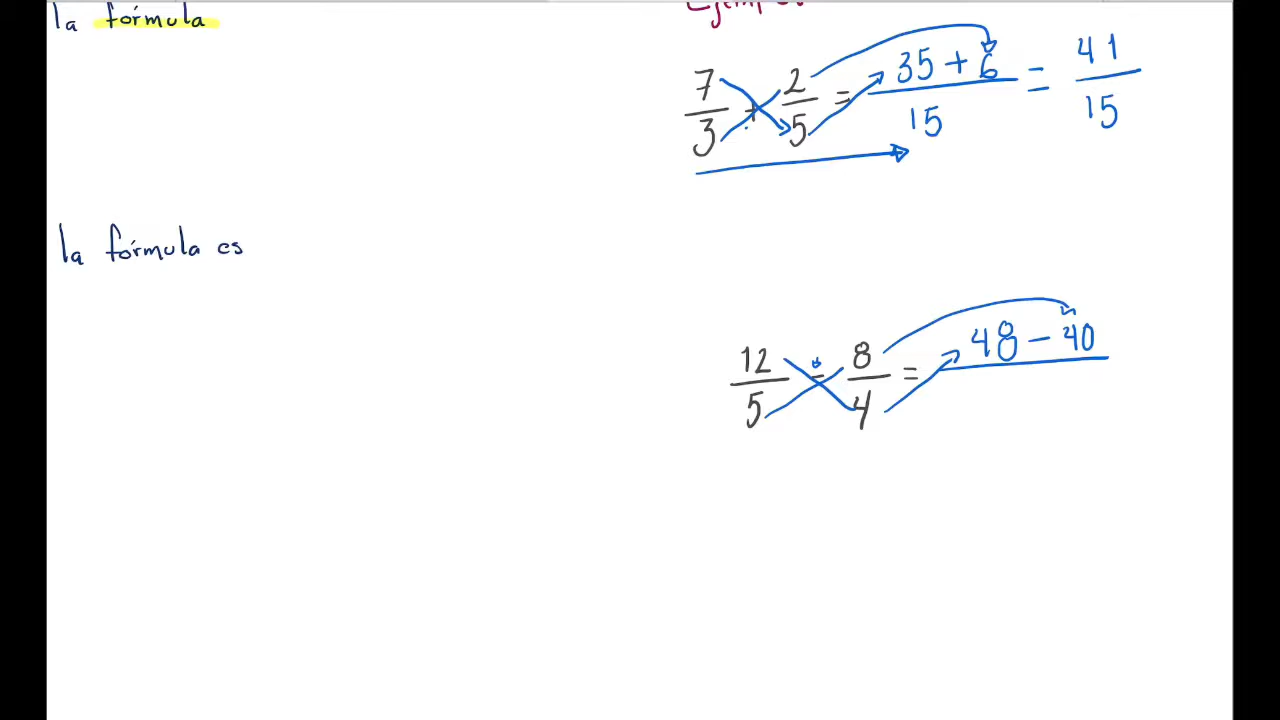 la fórmula
Ejemplo
7/3 + 2/5 = 35 + 6/15 = 41/15
la fórmula es
12/5 - 8/4 = 48 - 40